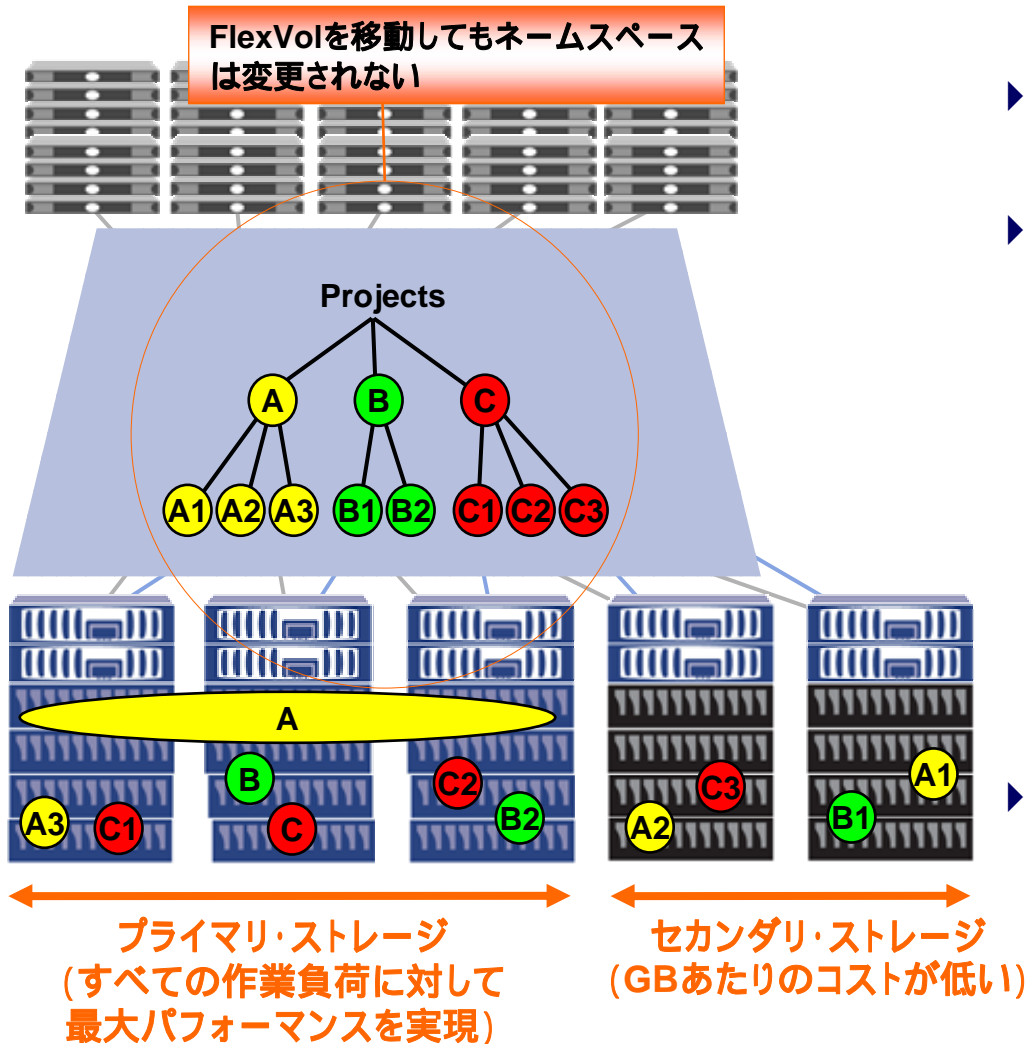 FlexVolを移動してもネームスペース
は変更されない
Projects
A
B
C
A1
A2
A3
B1
B2
C1
C2
C3
A
B
C2
C3
A1
A3
C1
C
B2
A2
B1
プライマリ・ストレージ
(すべての作業負荷に対して
最大パフォーマンスを実現)
セカンダリ・ストレージ
(GBあたりのコストが低い)